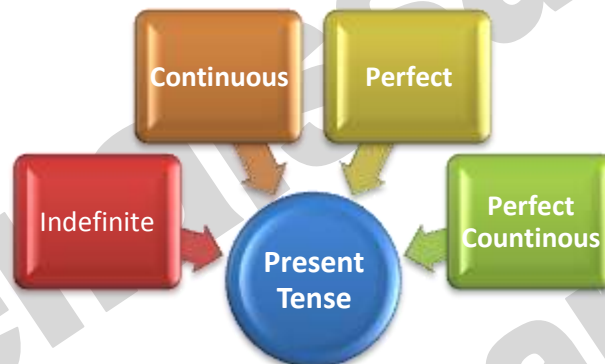 Continuous
Perfect
Indefinite
Perfect
Countinous
Present
Tense